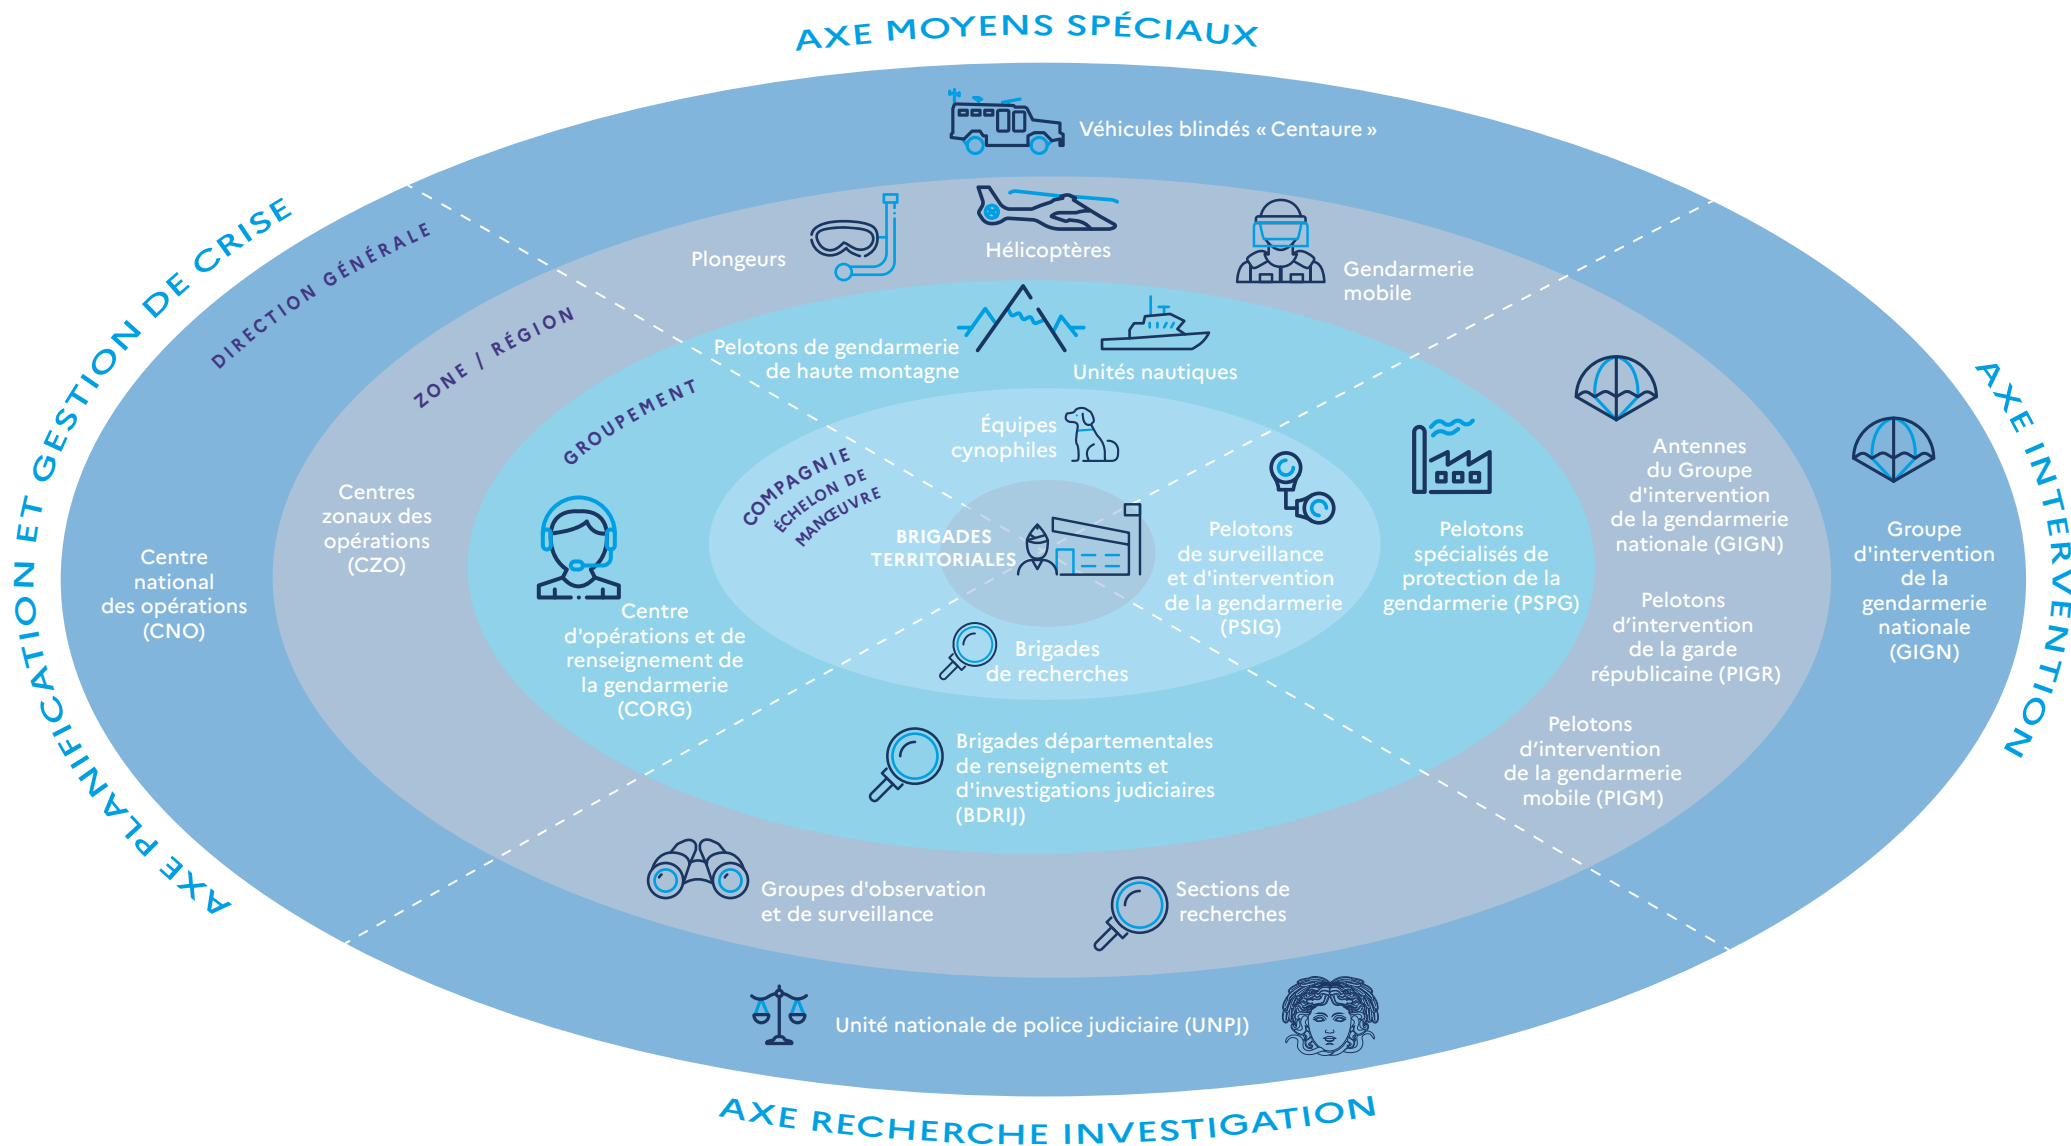 AXE MOYENS SPÉCIAUX
Véhicules blindés « Centaure »
Plongeurs
Hélicoptères
Gendarmerie
mobile
Pelotons de gendarmerie
de haute montagne
Unités nautiques
Équipes
cynophiles
AXE PLANIFICATION ET GESTION DE CRISE
DIRECTION GÉNÉRALE
ZONE / RÉGION
GROUPEMENT
COMPAGNIE
ÉCHELON DE
MANŒUVRE
Centre
national
des opérations
(CNO)
Centres
zonaux des
opérations
(CZO)
Centre
d'opérations et de
renseignement de
la gendarmerie
(CORG)
BRIGADES
TERRITORIALES
Pelotons
de surveillance
et d'intervention
de la gendarmerie
(PSIG)
Pelotons
spécialisés de
protection de la
gendarmerie (PSPG)
Antennes
du Groupe
d'intervention
de la gendarmerie
nationale (GIGN)
Pelotons
d’intervention
de la garde
républicaine (PIGR)
Pelotons
d’intervention
de la gendarmerie
mobile (PIGM)
Groupe
d'intervention
de la
gendarmerie
nationale
(GIGN)
AXE INTERVENTION
Brigades
de recherches
Brigades départementales
de renseignements et
d'investigations judiciaires
(BDRIJ)
Groupes d'observation
et de surveillance
Sections de
recherches
Unité nationale de police judiciaire (UNPJ)
AXE RECHERCHE INVESTIGATION